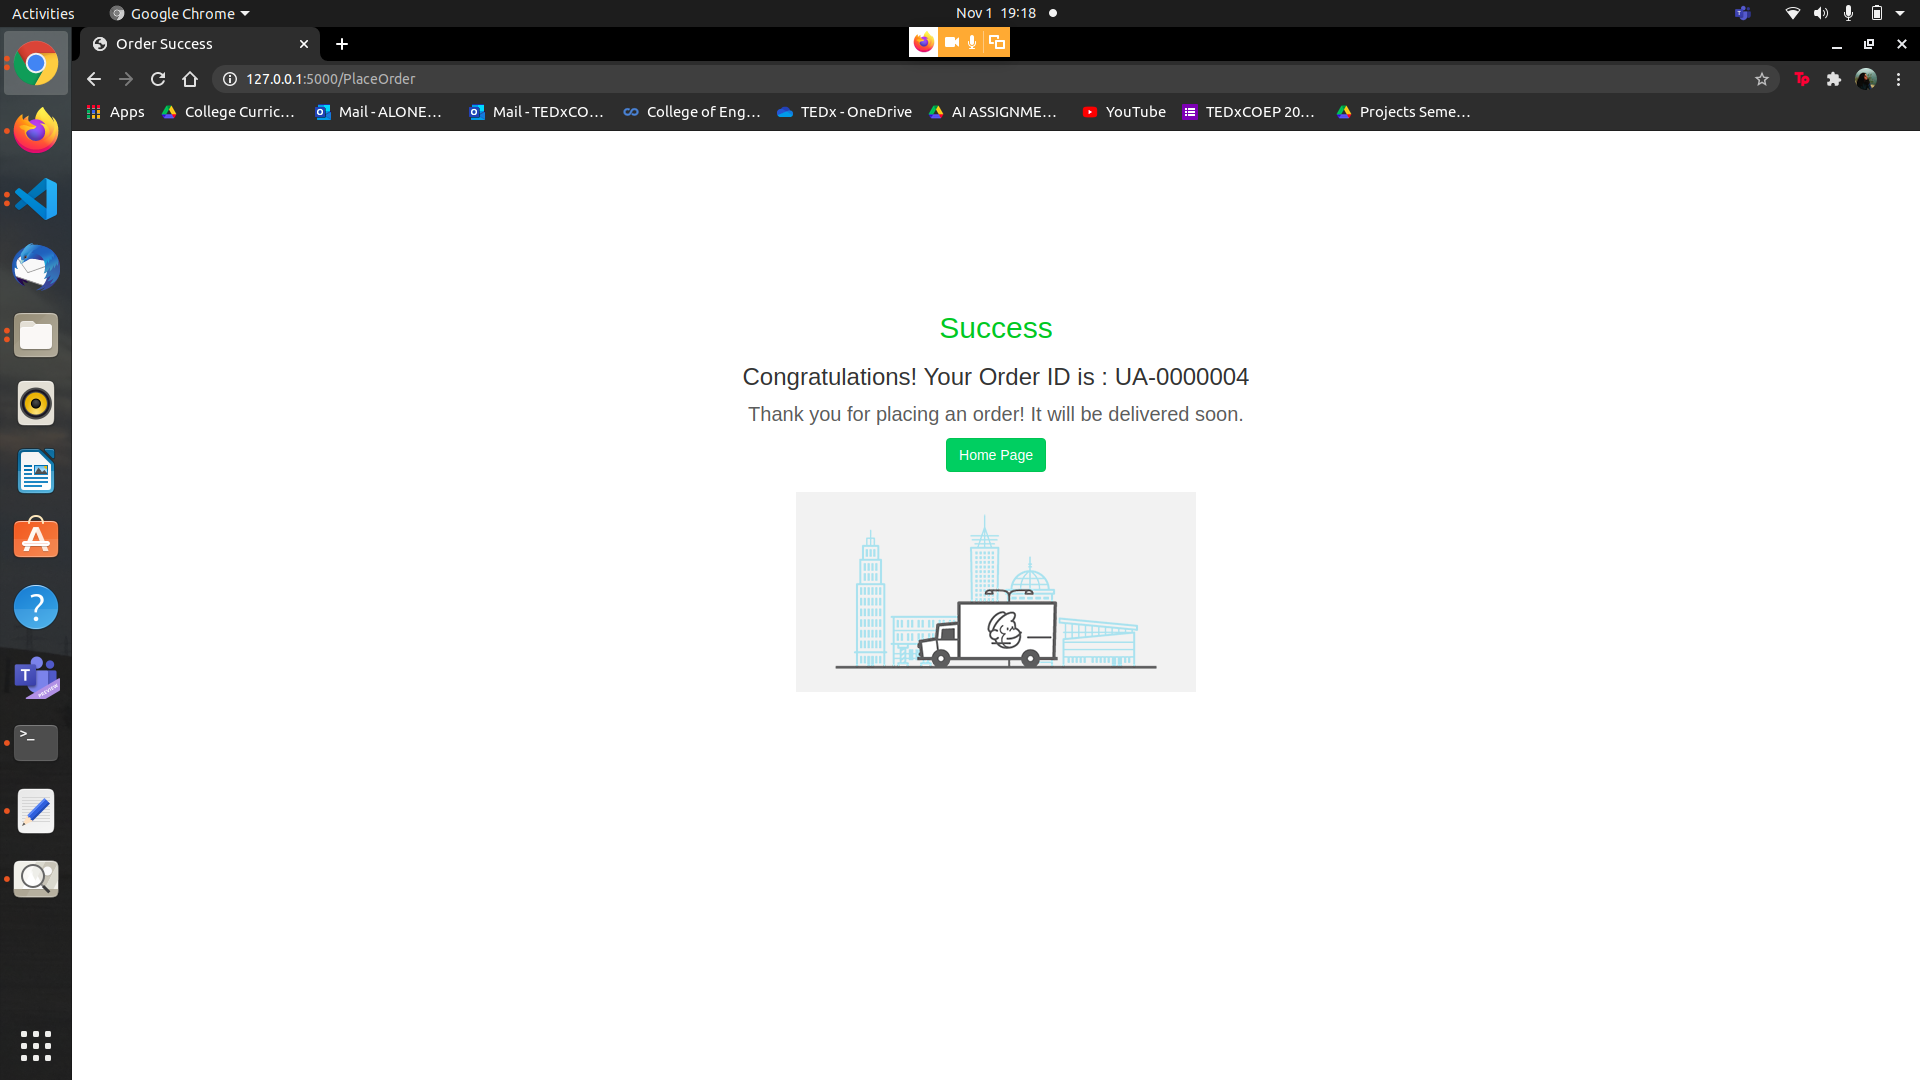 Activities
Google Chrome
Nov 1 19:18
Order Success
127.0.0.1:5000/PlaceOrder
Apps
College Curric…
Mail - ALONE…
Mail - TEDxCO…
College of Eng…
TEDx - OneDrive
AI ASSIGNME…
YouTube
TEDxCOEP 20…
Projects Seme…
Success
Congratulations! Your Order ID is : UA-0000004
Thank you for placing an order! It will be delivered soon.
Home Page